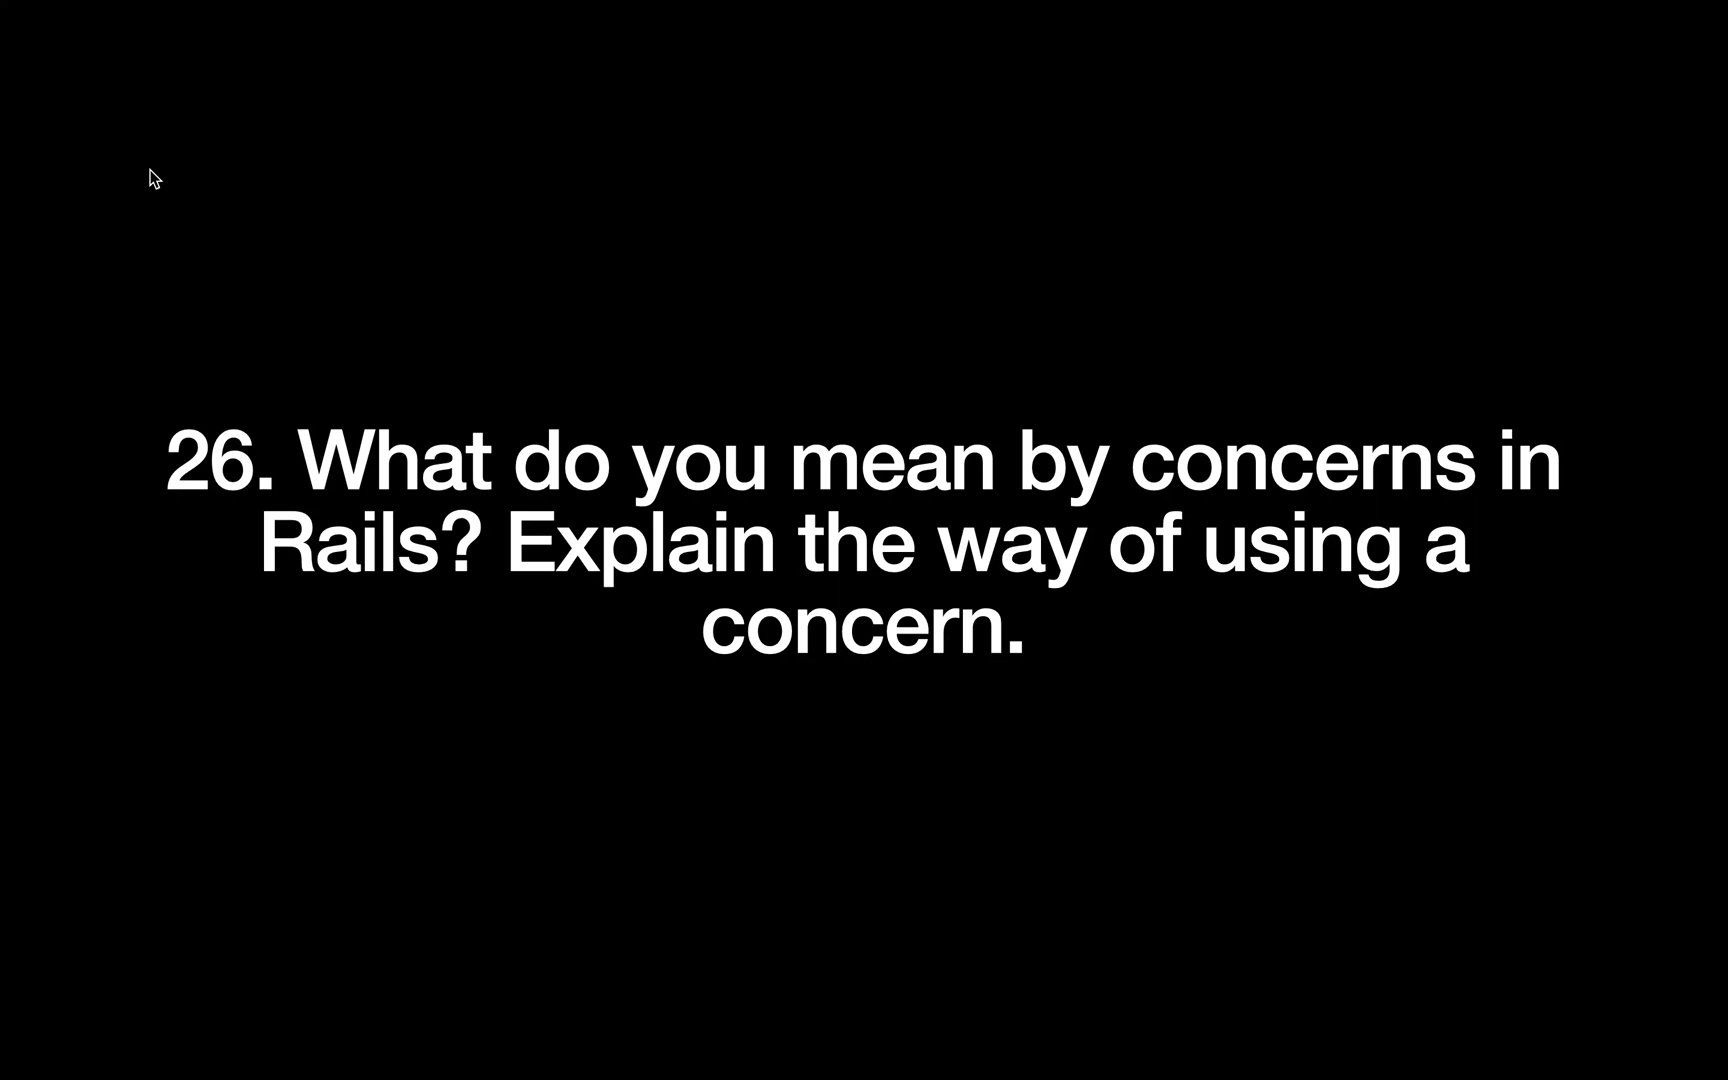 26. What do you mean by concerns in
Rails? Explain the way of using a
concern.